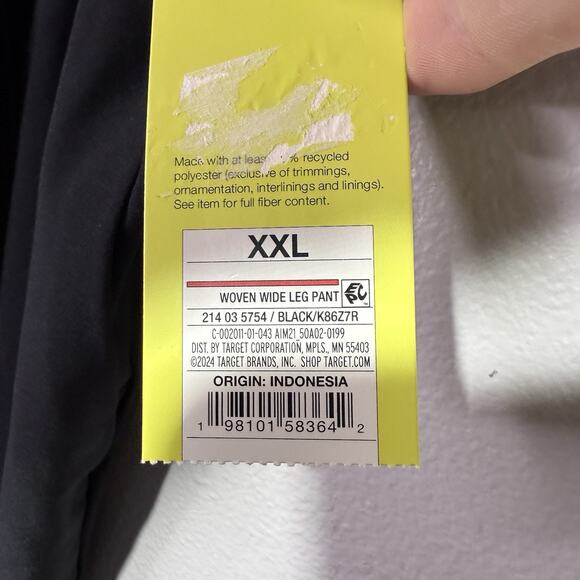 Made with at least % recycled
polyester (exclusive of trimmings,
ornamentation, interlinings and linings).
See item for full fiber content.
XXL
WOVEN WIDE LEG PANT EPC TM
214 03 5754 / BLACK/K86Z7R
C-002011-01-043 AIM21_50A02-0199
DIST. BY TARGET CORPORATION, MPLS., MN 55403
©2024 TARGET BRANDS, INC. SHOP TARGET.COM
ORIGIN: INDONESIA
1 98101 58364 2